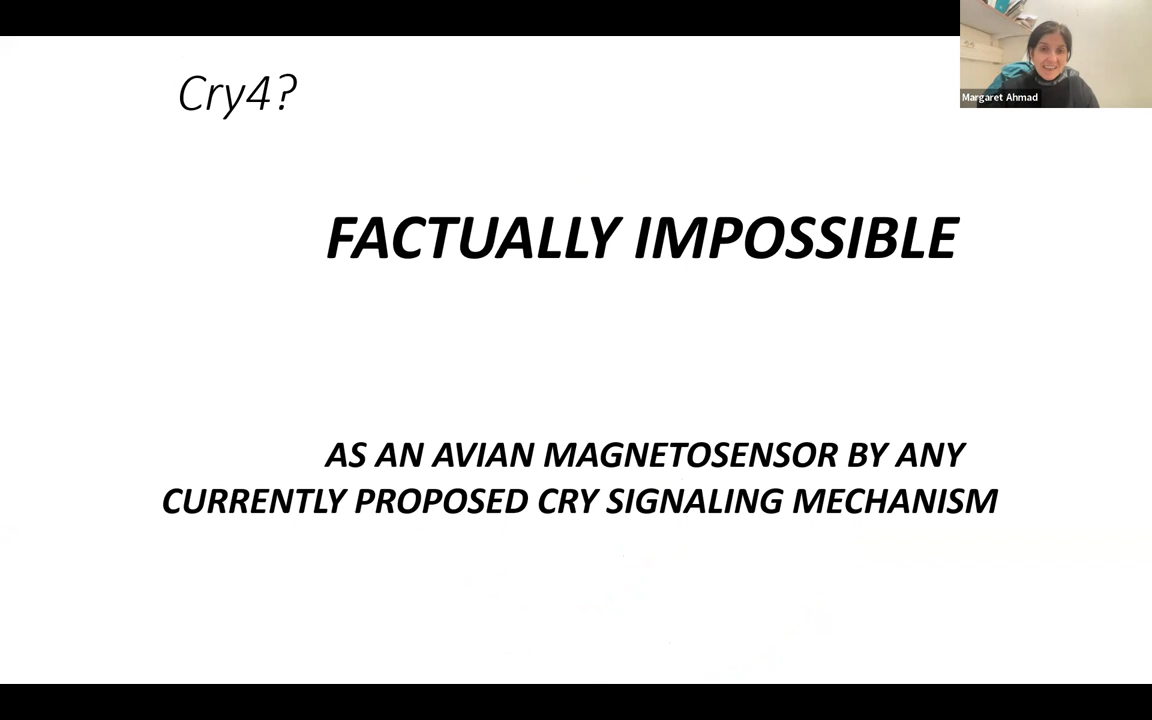 Cry4?
Margaret Ahmad
FACTUALLY IMPOSSIBLE
AS AN AVIAN MAGNETOSENSOR BY ANY
CURRENTLY PROPOSED CRY SIGNALING MECHANISM